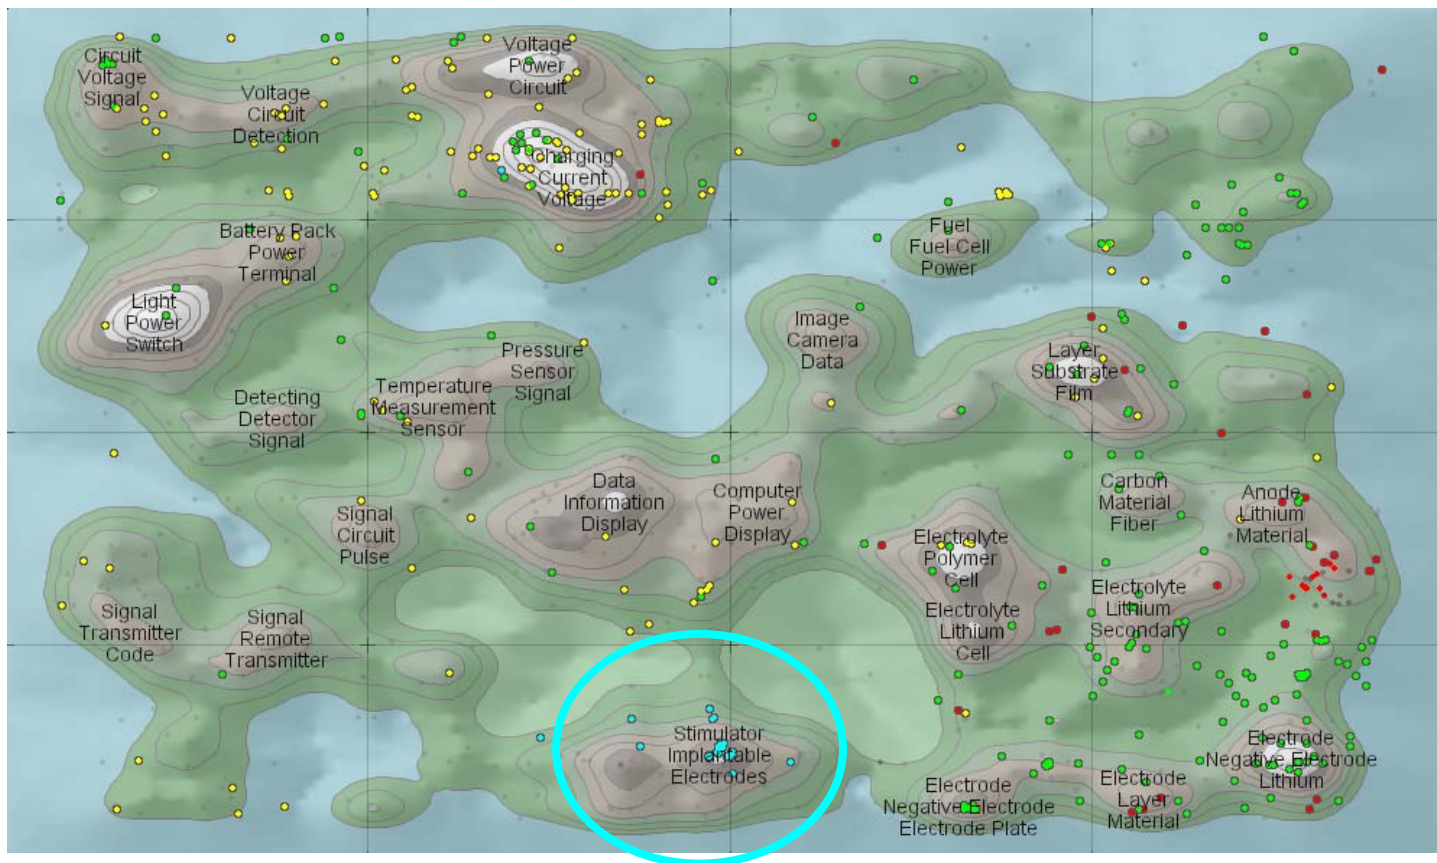 Circuit
Voltage
Signal
Voltage
Circuit
Detection
Voltage
Power
Circuit
Charging
Current
Voltage
Battery Pack
Power
Terminal
Light
Power
Switch
Fuel
Fuel Cell
Power
Image
Camera
Data
Layer
Substrate
Film
Pressure
Sensor
Signal
Temperature
Measurement
Sensor
Detecting
Detector
Signal
Data
Information
Display
Computer
Power
Display
Signal
Circuit
Pulse
Carbon
Material
Fiber
Anode
Lithium
Material
Electrolyte
Polymer
Cell
Electrolyte
Lithium
Cell
Electrolyte
Lithium
Secondary
Signal
Transmitter
Code
Signal
Remote
Transmitter
Stimulator
Implantable
Electrodes
Electrode
Negative Electrode
Electrode Plate
Electrode
Layer
Material
Electrode
Negative Electrode
Lithium